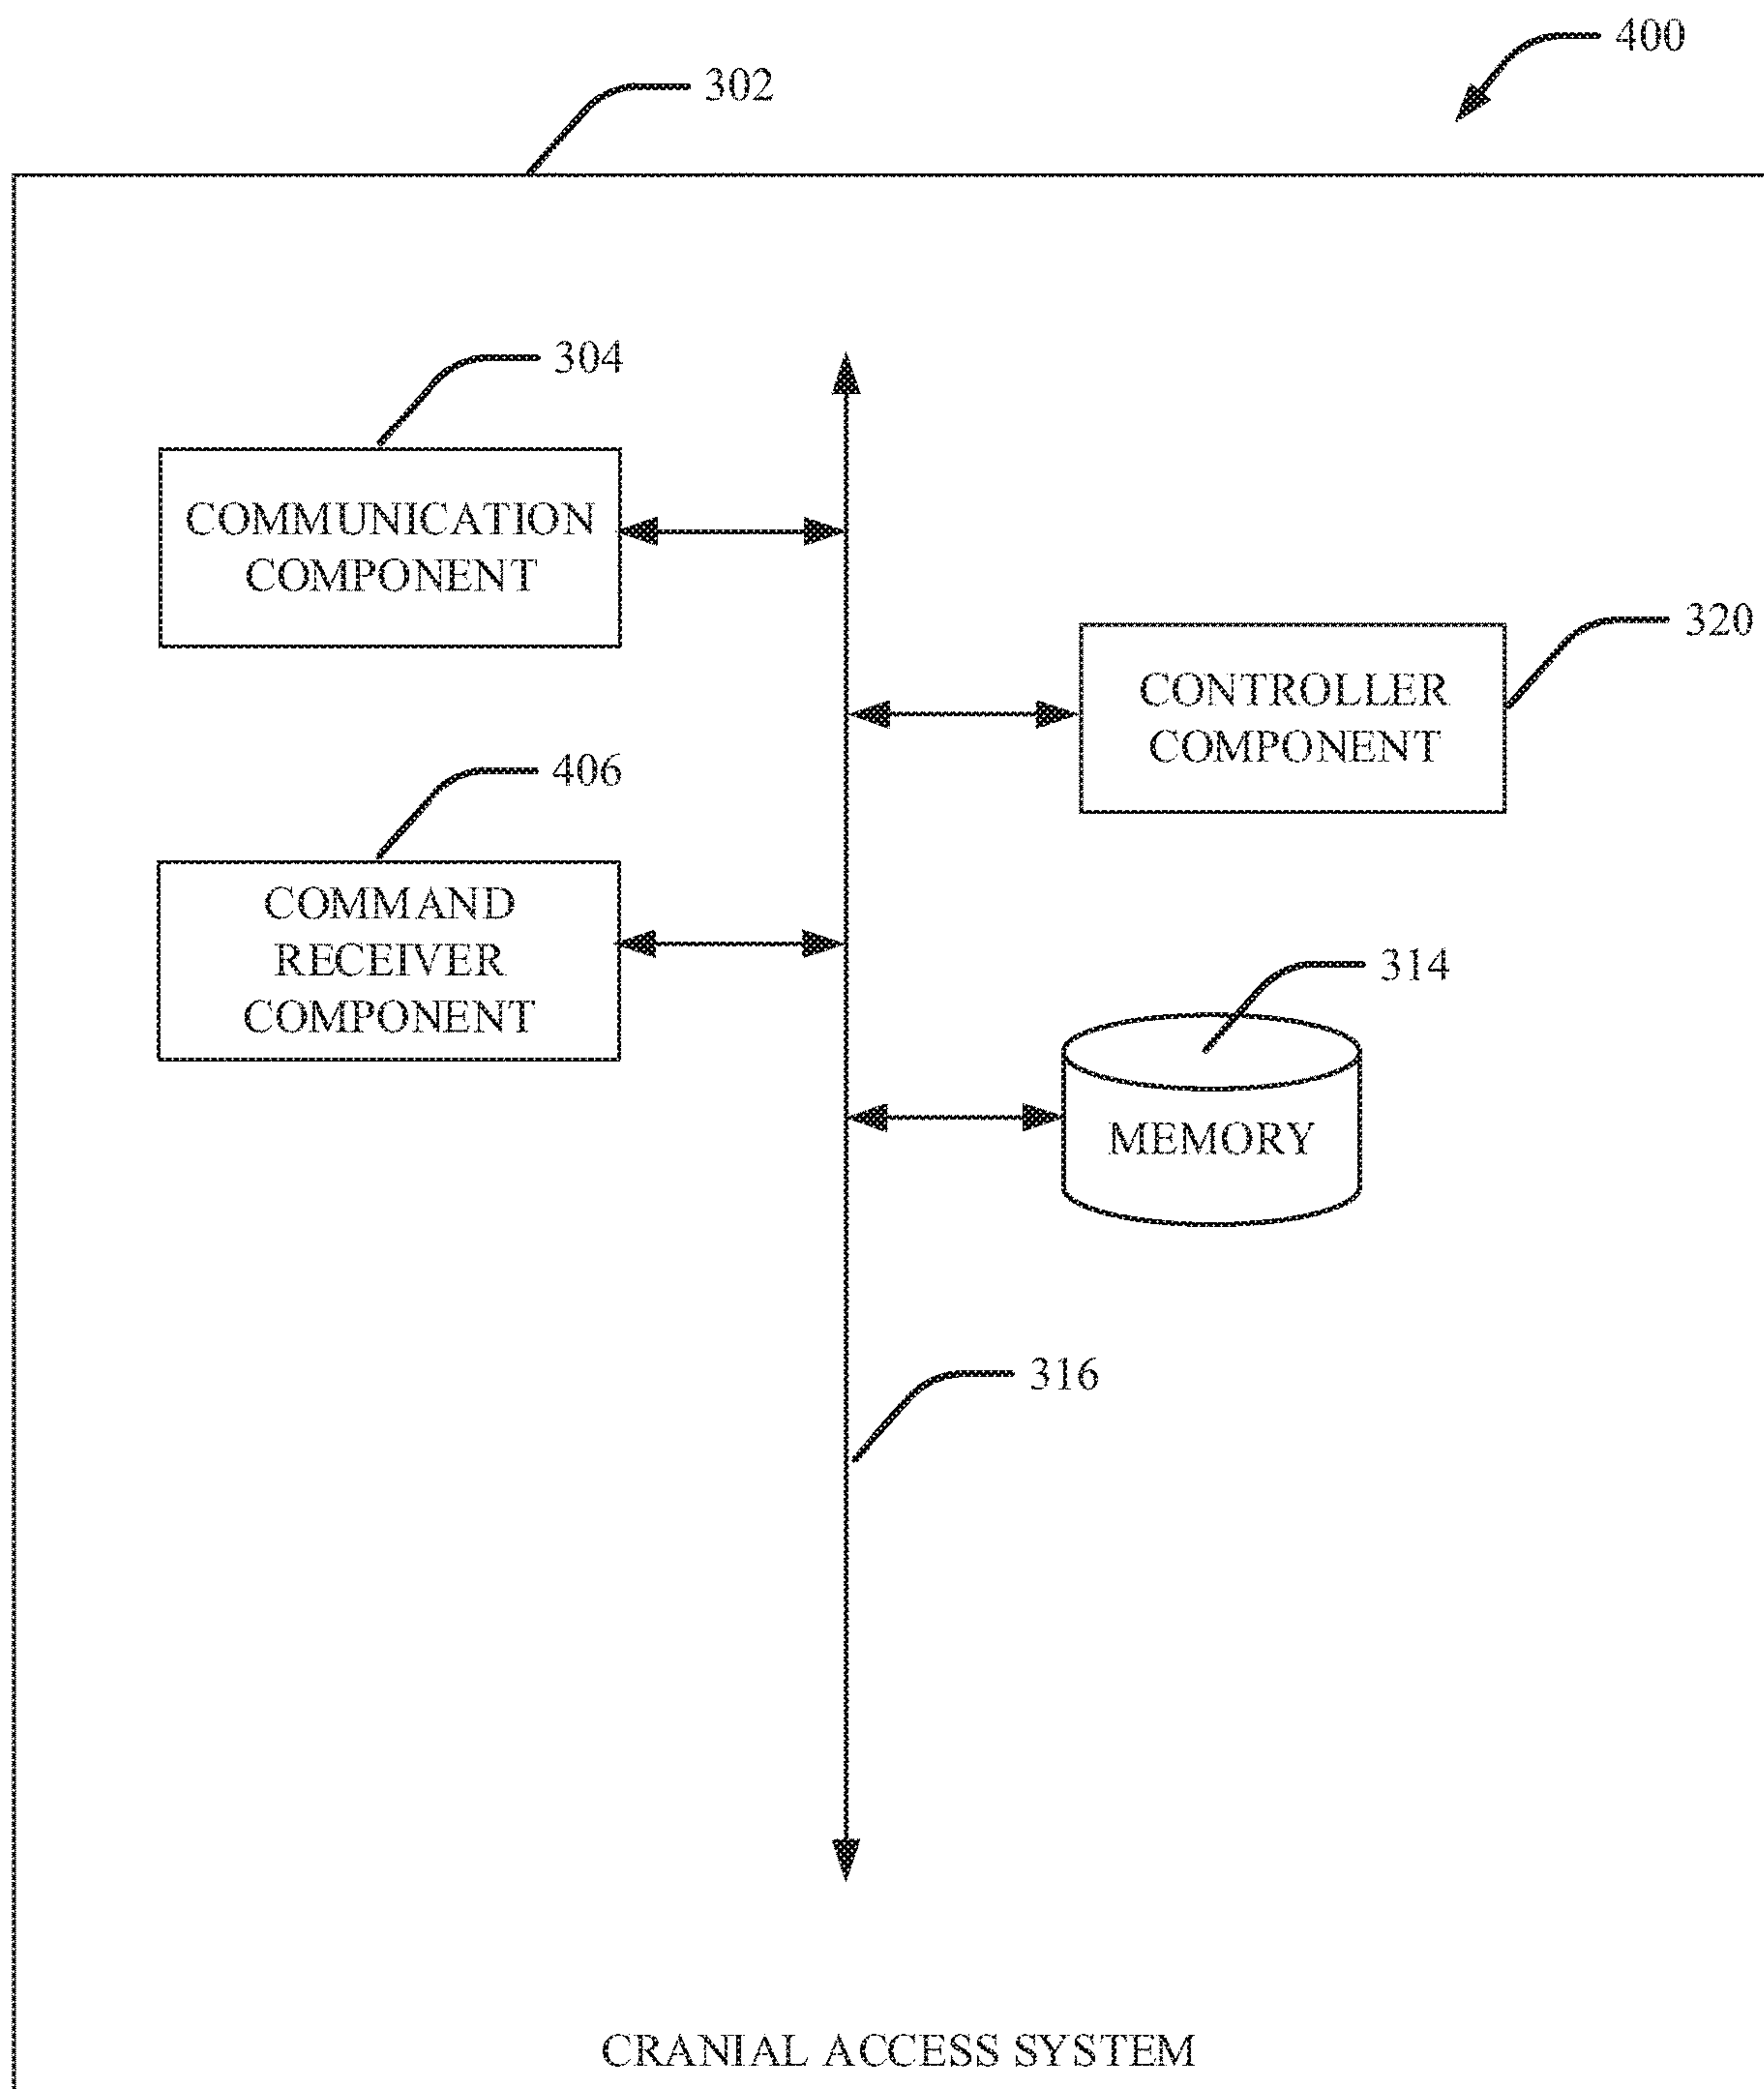 400
302
304
COMMUNICATION
COMPONENT
320
CONTROLLER
COMPONENT
406
COMMAND
RECEIVER
COMPONENT
314
MEMORY
316
CRANIAL ACCESS SYSTEM